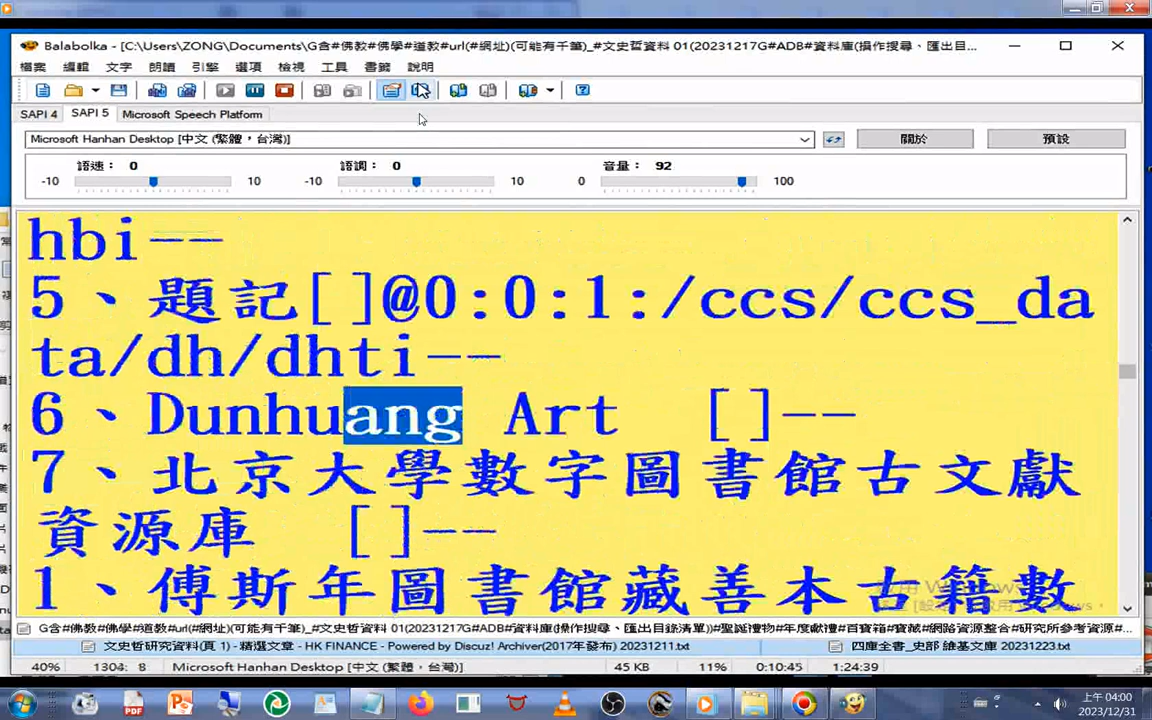 Balabolka - [C:\Users\ZONG\Documents\G含#佛教#佛學#道教#url(#網址)(可能有千筆)_#文史哲資料 01(20231217G#ADB#資料庫(操作搜尋、匯出目...
檔案 編輯 文字 朗讀 引擎 選項 檢視 工具 書籤 說明
SAPI 4 SAPI 5 Microsoft Speech Platform
Microsoft Hanhan Desktop [中文 (繁體，台灣)] 關於 預設
語速： 0 語調： 0 音量： 92
-10 10 -10 10 0 100
hbi--
5、題記[]@0:0:1:/ccs/ccs_da
ta/dh/dhti--
6、Dunhuang Art []--
7、北京大學數字圖書館古文獻
資源庫 []--
1、傅斯年圖書館藏善本古籍數
G含#佛教#佛學#道教#url(#網址)(可能有千筆)_#文史哲資料 01(20231217G#ADB#資料庫(操作搜尋、匯出目錄清單))#聖誕禮物#年度獻禮#百寶箱#寶藏#網路資源整合#研究所參考資源#...
文史哲研究資料(頁 1) - 精選文章 - HK FINANCE - Powered by Discuz! Archiver(2017年發布) 20231211.txt 四庫全書_史部 維基文庫 20231223.txt
40% 1304: 8 Microsoft Hanhan Desktop [中文 (繁體，台灣)] 45 KB 11% 0:10:45 1:24:39
上午 04:00
2023/12/31